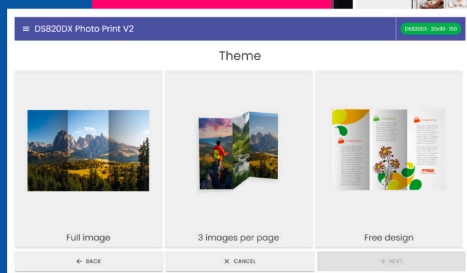 DS820DX Photo Print V2
DS820DX - 20x30 - 150
Theme
Full image
3 images per page
Free design
← BACK
X CANCEL
→ NEXT